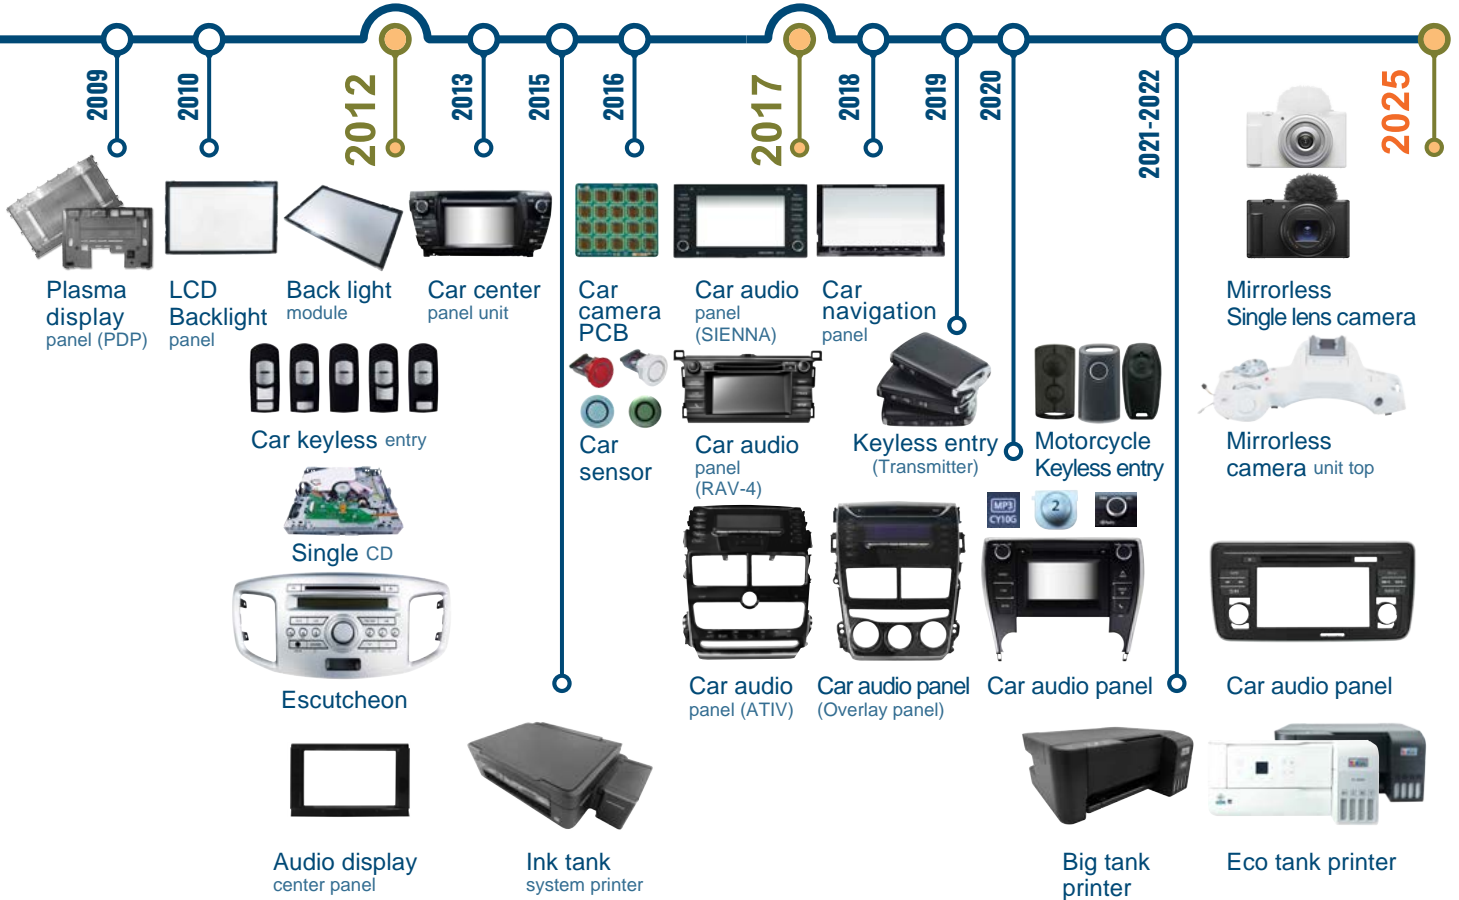 2009
2010
2012
2013
2015
2016
2017
2018
2019
2020
2021-2022
2025
Plasma
display
panel (PDP)
LCD
Backlight
panel
Back light
module
Car center
panel unit
Car
camera
PCB
Car audio
panel
(SIENNA)
Car
navigation
panel
Mirrorless
Single lens camera
Car keyless entry
Car
sensor
Car audio
panel
(RAV-4)
Keyless entry
(Transmitter)
Motorcycle
Keyless entry
Mirrorless
camera unit top
Single CD
MP3
CY10G
2
Escutcheon
Car audio
panel (ATIV)
Car audio panel
(Overlay panel)
Car audio panel
Car audio panel
Audio display
center panel
Ink tank
system printer
Big tank
printer
Eco tank printer